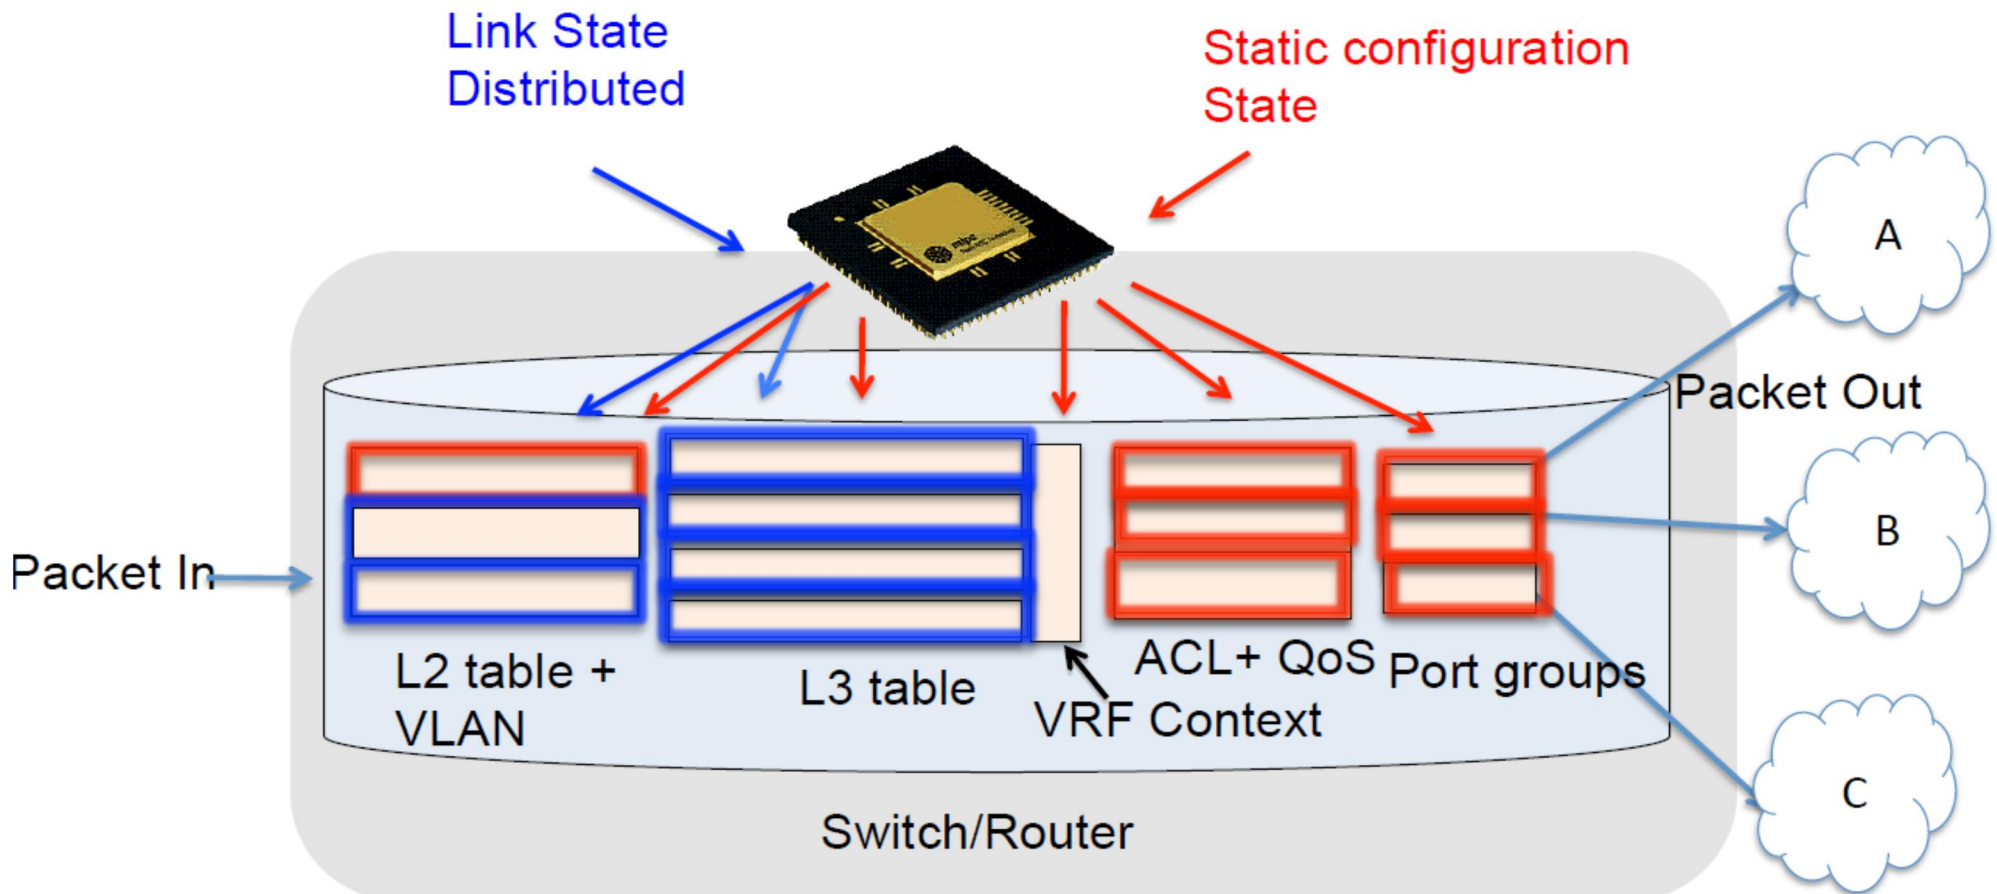 Link State
Distributed
Static configuration
State
mips
A
Packet Out
B
Packet In
L2 table +
VLAN
L3 table
ACL+ QoS
Port groups
VRF Context
C
Switch/Router